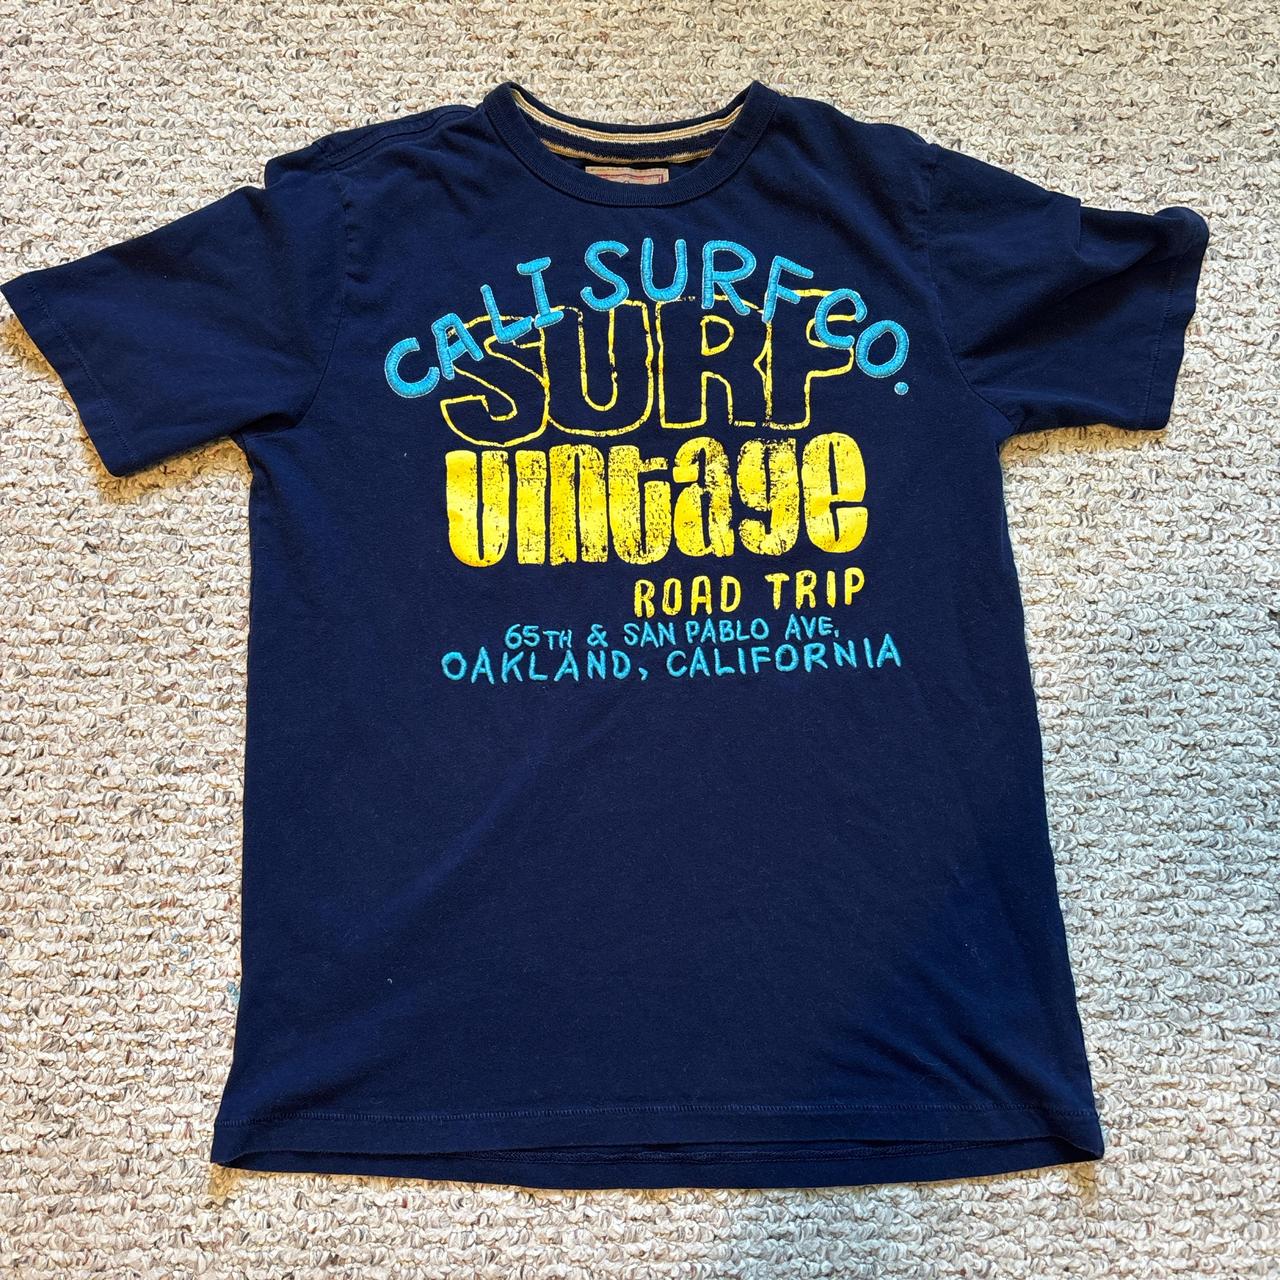 CALI SURF CO.
SURF
vintage
ROAD TRIP
65TH & SAN PABLO AVE,
OAKLAND, CALIFORNIA